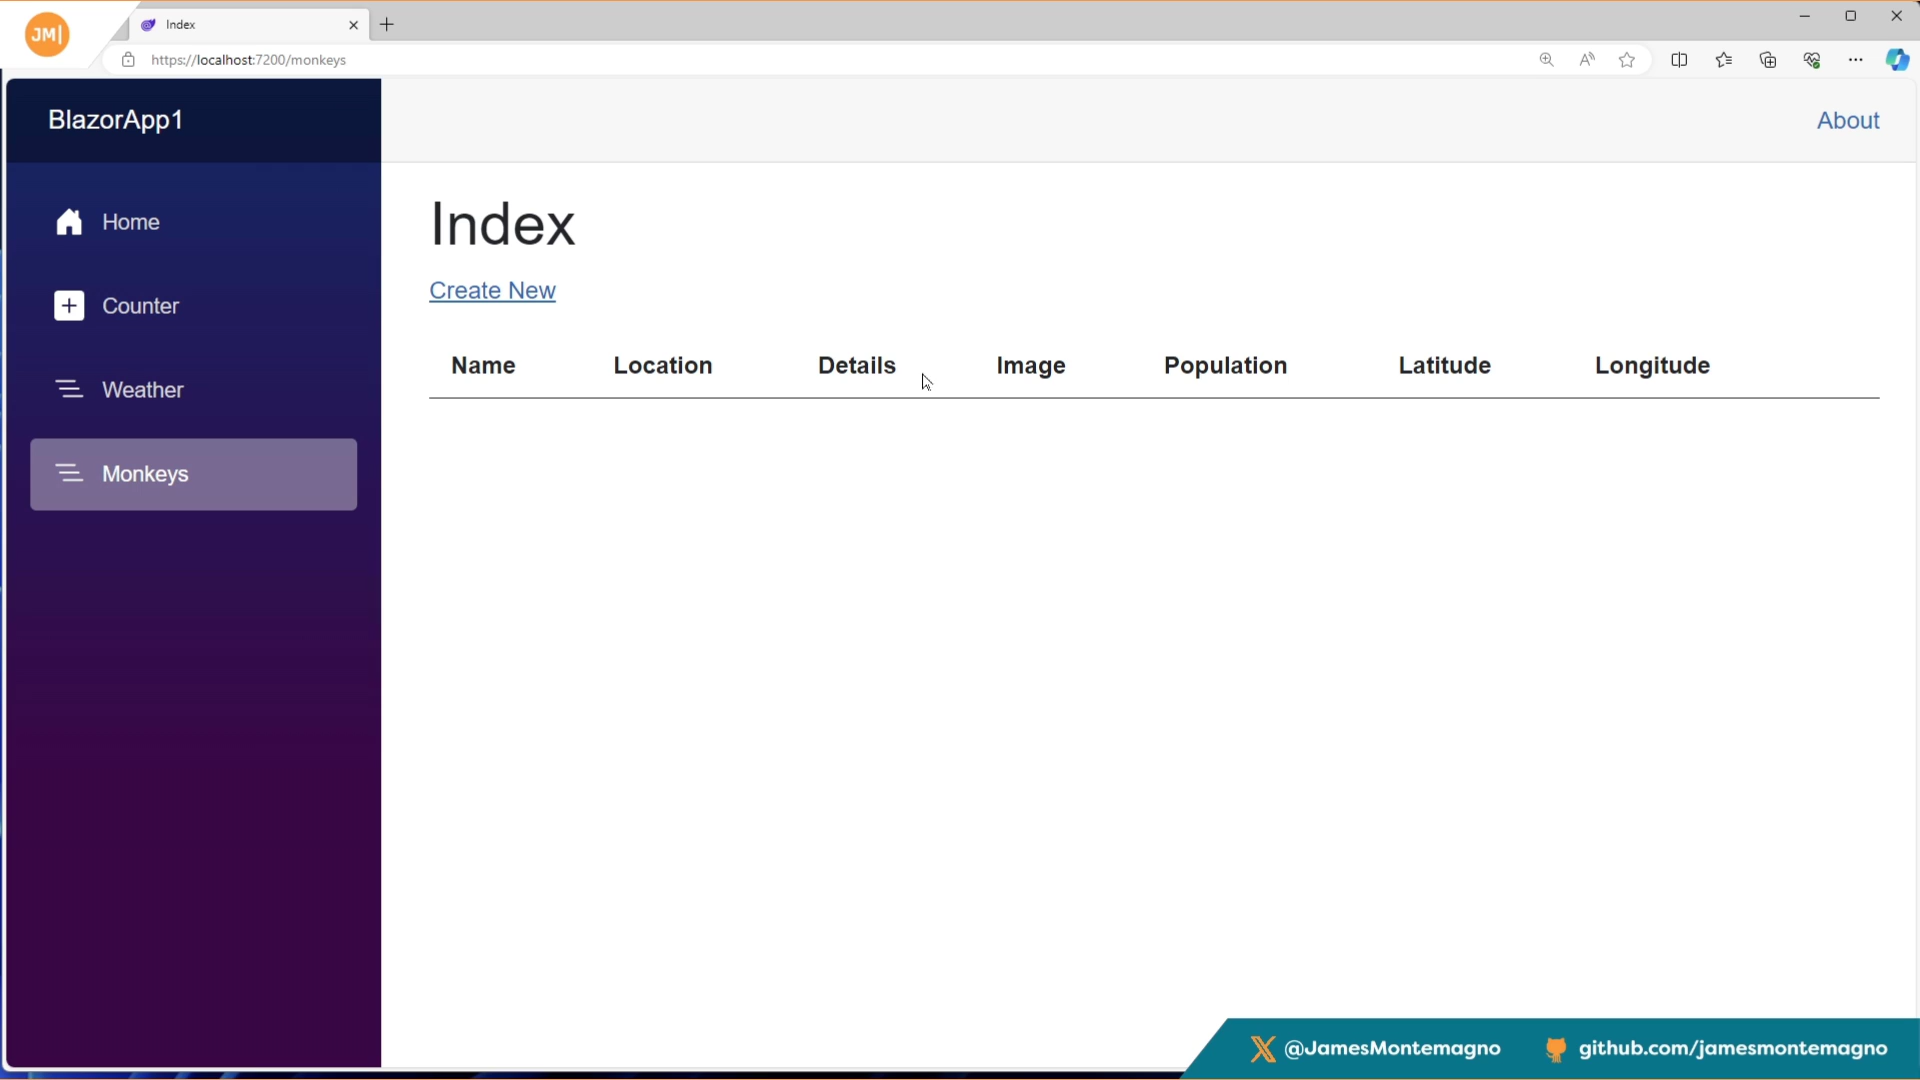 JM|
Index
https://localhost:7200/monkeys
BlazorApp1
About
Home
Counter
Weather
Monkeys
Index
Create New
Name Location Details Image Population Latitude Longitude
@JamesMontemagno github.com/jamesmontemagno